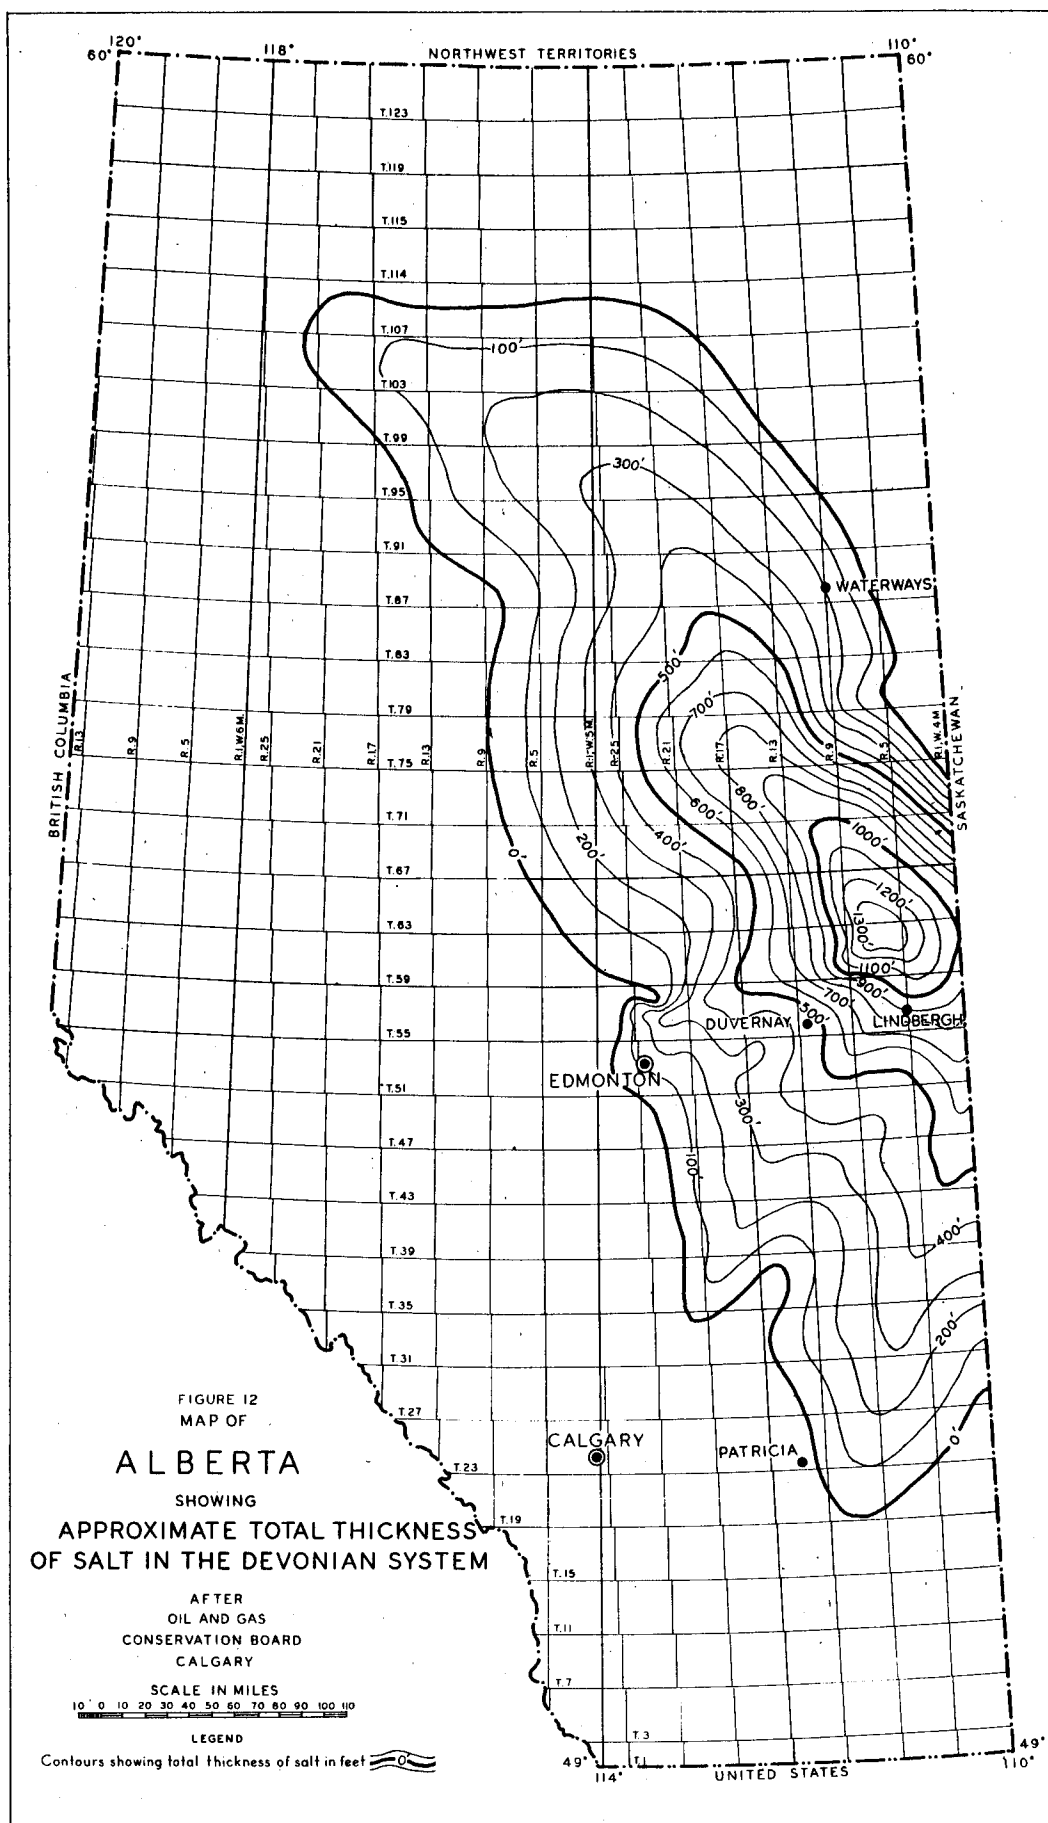 120°
60°
118°
NORTHWEST TERRITORIES
110°
60°
T.123
T.119
T.115
T.114
T.107
100'
T.103
T.99
300'
T.95
T.91
WATERWAYS
T.87
T.83
500'
700'
BRITISH COLUMBIA
R.13
R.9
R.5
R.I.W.6M.
R.25
R.21
R.17
R.13
R.9
R.5
R.I.W.5M.
R.25
R.21
R.17
R.13
R.9
R.5
R.I.W.4M
SASKATCHEWAN
T.79
T.75
800'
600'
T.71
1000'
400'
200'
0'
T.67
1200'
1300'
T.63
1100'
T.59
900'
700'
500'
DUVERNAY
LINDBERGH
T.55
EDMONTON
T.51
300'
T.47
100'
T.43
400'
T.39
T.35
200'
T.31
0'
T.27
CALGARY
PATRICIA
T.23
T.19
T.15
T.11
T.7
T.3
T.1
49°
114°
UNITED STATES
49°
110°
FIGURE 12
MAP OF
ALBERTA
SHOWING
APPROXIMATE TOTAL THICKNESS
OF SALT IN THE DEVONIAN SYSTEM
AFTER
OIL AND GAS
CONSERVATION BOARD
CALGARY
SCALE IN MILES
10 0 10 20 30 40 50 60 70 80 90 100 110
LEGEND
Contours showing total thickness of salt in feet 0'